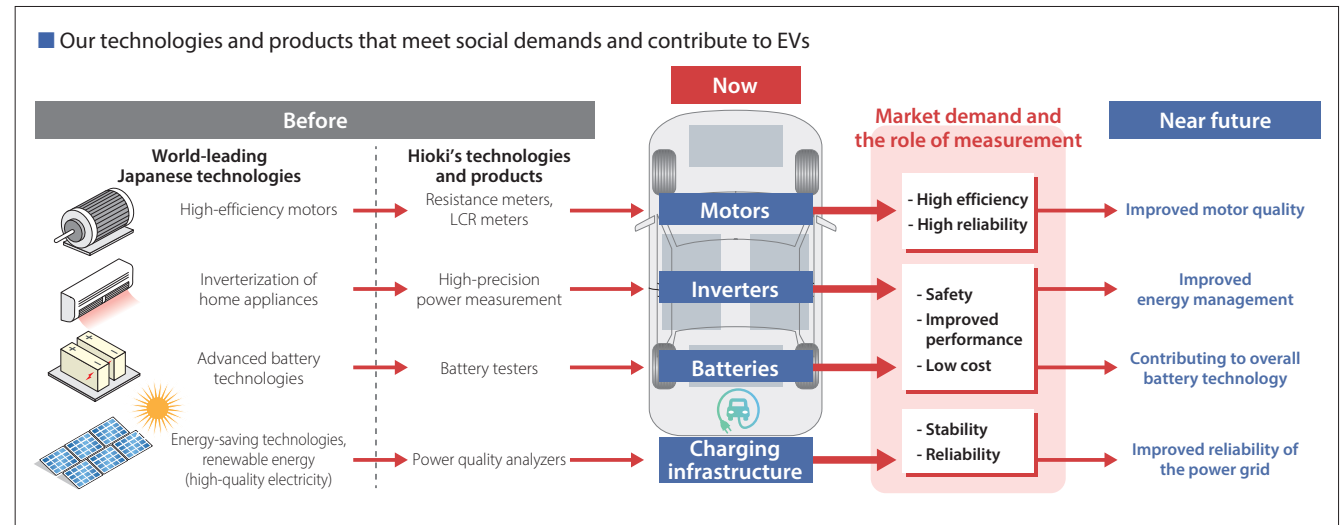 Our technologies and products that meet social demands and contribute to EVs
Before
Now
Market demand and
the role of measurement
Near future
World-leading
Japanese technologies
Hioki's technologies
and products
High-efficiency motors
Resistance meters,
LCR meters
Motors
- High efficiency
- High reliability
Improved motor quality
Inverterization of
home appliances
High-precision
power measurement
Inverters
- Safety
- Improved
performance
- Low cost
Improved
energy management
Advanced battery
technologies
Battery testers
Batteries
Contributing to overall
battery technology
Energy-saving technologies,
renewable energy
(high-quality electricity)
Power quality analyzers
Charging
infrastructure
- Stability
- Reliability
Improved reliability of
the power grid